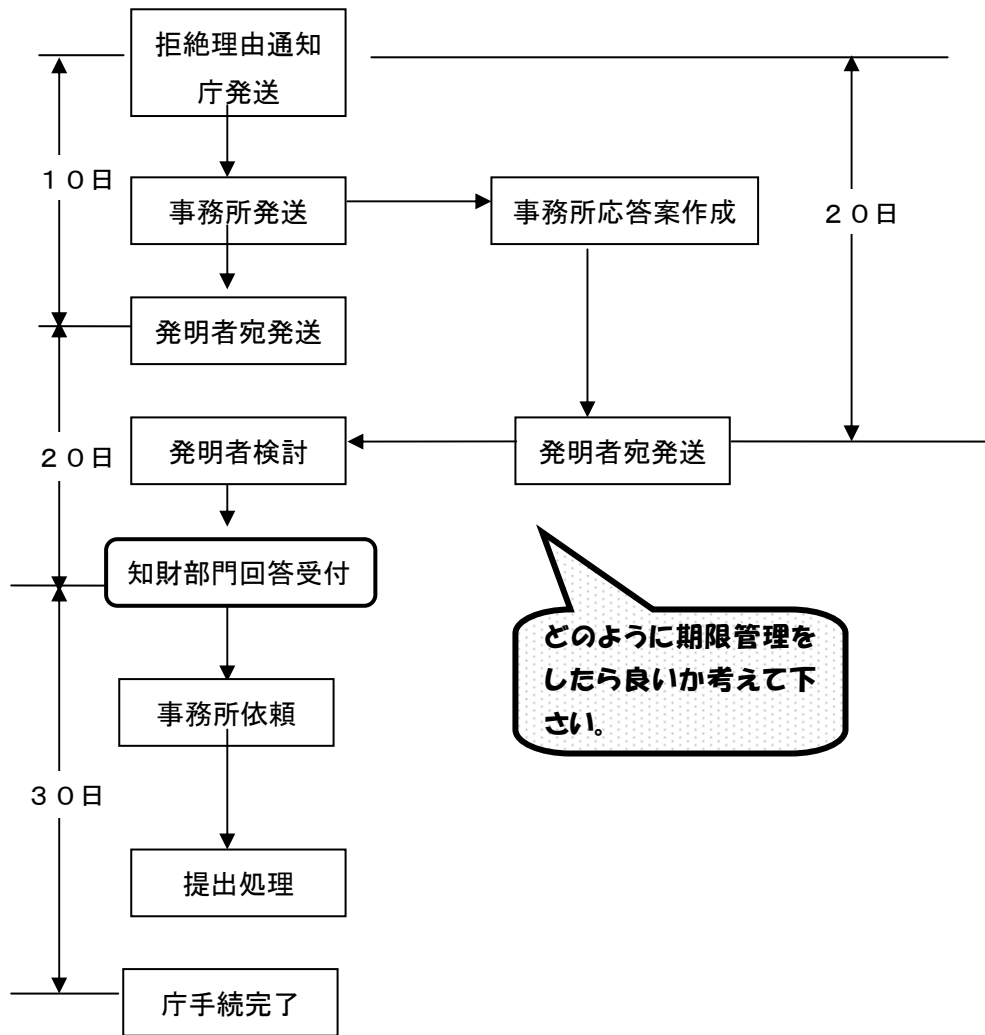 拒絶理由通知
庁発送
１０日
事務所発送
事務所応答案作成
２０日
発明者宛発送
２０日
発明者検討
発明者宛発送
知財部門回答受付
どのように期限管理を
したら良いか考えて下
さい。
事務所依頼
３０日
提出処理
庁手続完了